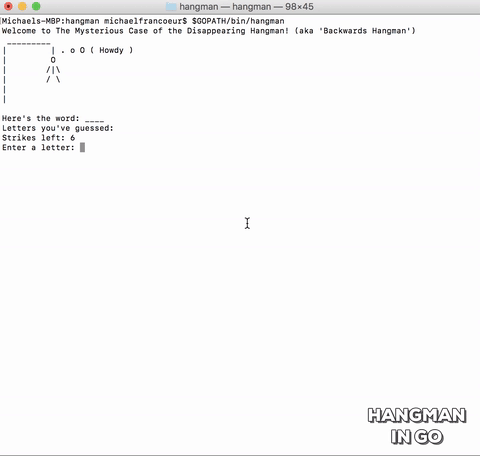 hangman — hangman — 98×45
Michaels-MBP:hangman michaelfrancoeur$ $GOPATH/bin/hangman
Welcome to The Mysterious Case of the Disappearing Hangman! (aka 'Backwards Hangman')
 _________
|         | . o O ( Howdy )
|         O
|        /|\
|        / \
|
|
Here's the word: ____
Letters you've guessed:
Strikes left: 6
Enter a letter:
HANGMAN
IN GO